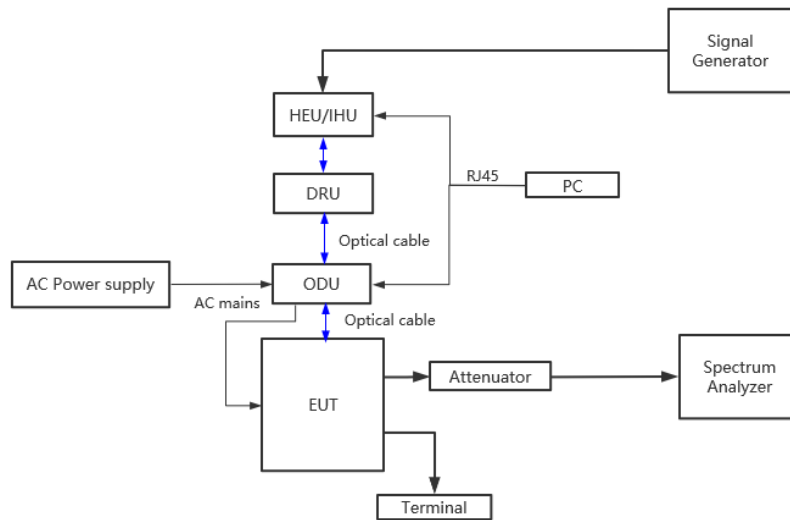 Signal
Generator
HEU/IHU
RJ45
PC
DRU
Optical cable
AC Power supply
ODU
AC mains
Optical cable
EUT
Attenuator
Spectrum
Analyzer
Terminal